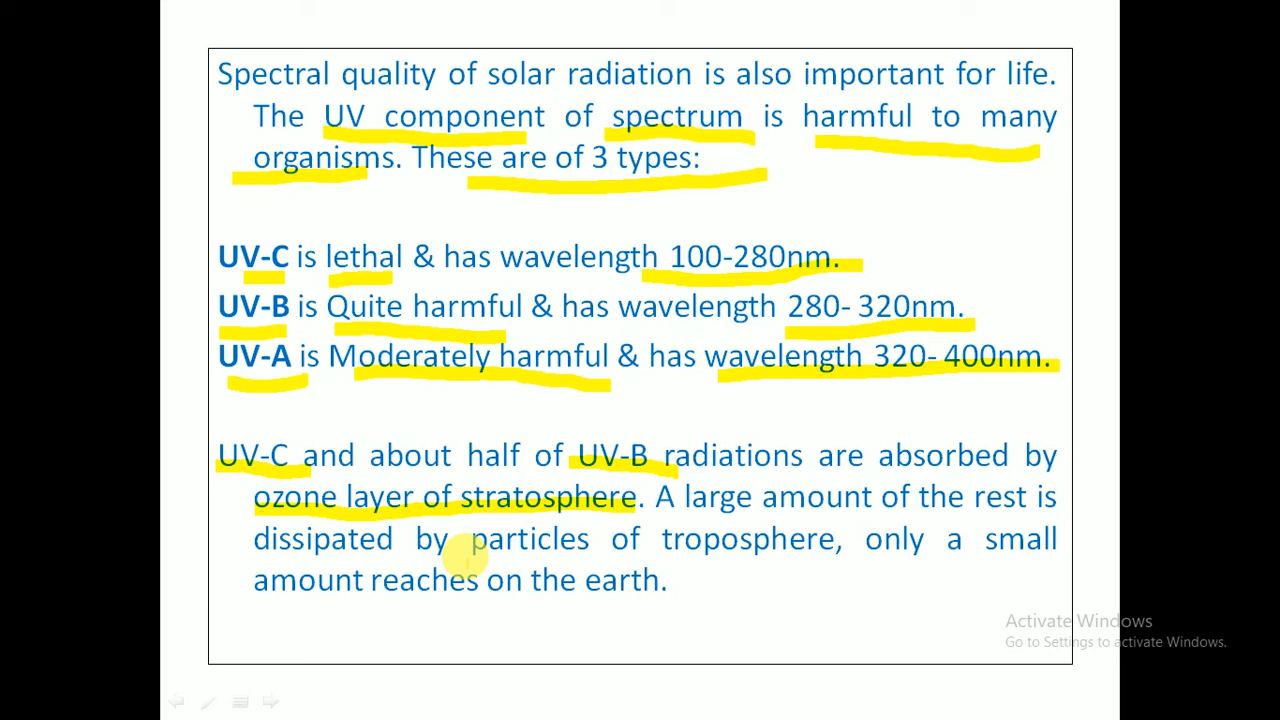 Spectral quality of solar radiation is also important for life.
The UV component of spectrum is harmful to many
organisms. These are of 3 types:
UV-C is lethal & has wavelength 100-280nm.
UV-B is Quite harmful & has wavelength 280- 320nm.
UV-A is Moderately harmful & has wavelength 320- 400nm.
UV-C and about half of UV-B radiations are absorbed by
ozone layer of stratosphere. A large amount of the rest is
dissipated by particles of troposphere, only a small
amount reaches on the earth.
Activate Windows
Go to Settings to activate Windows.